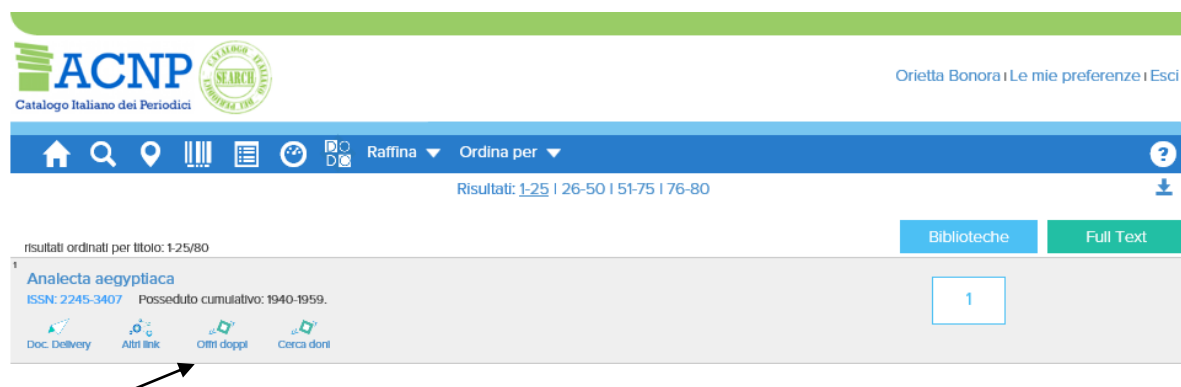 ACNP
Catalogo Italiano dei Periodici
CATALOGO ITALIANO
SEARCH
DEI PERIODICI
Orietta Bonora | Le mie preferenze | Esci
Raffina Ordina per ?
Risultati: 1-25 | 26-50 | 51-75 | 76-80
risultati ordinati per titolo: 1-25/80
Biblioteche Full Text
1
Analecta aegyptiaca
ISSN: 2245-3407 Posseduto cumulativo: 1940-1959.
1
Doc. Delivery Altri link Offri doppi Cerca doni